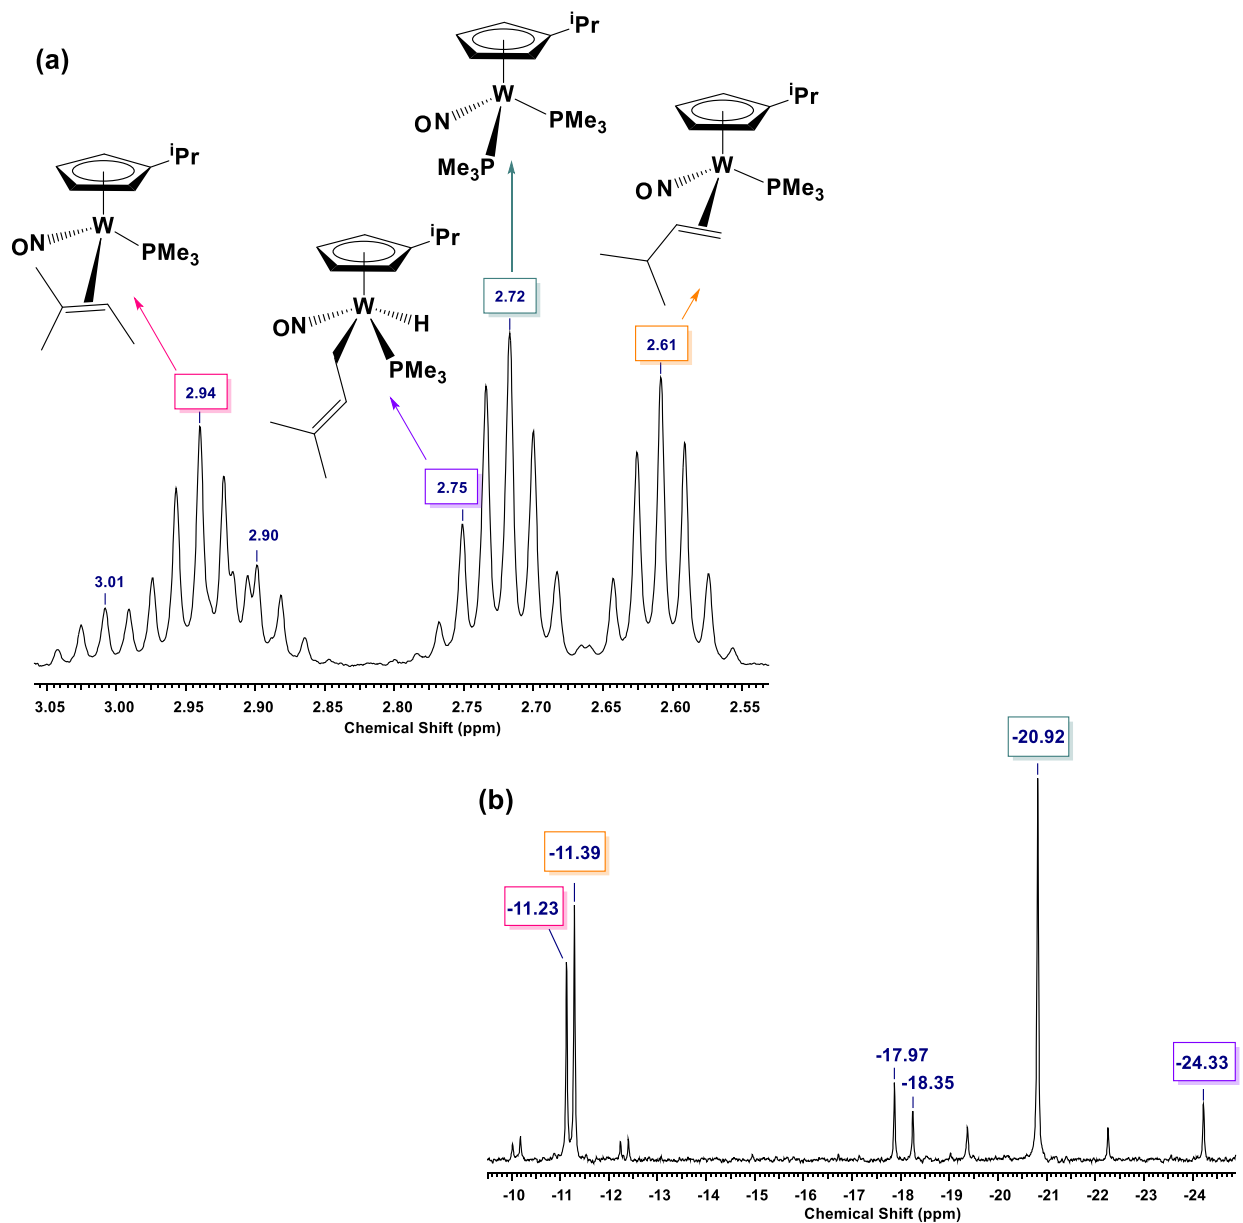 (a)
iPr
W
ON
PMe3
Me3P
iPr
W
ON
PMe3
iPr
W
ON
PMe3
iPr
W
ON
H
PMe3
2.94
2.75
2.72
2.61
3.01
2.90
3.05 3.00 2.95 2.90 2.85 2.80 2.75 2.70 2.65 2.60 2.55
Chemical Shift (ppm)
(b)
-20.92
-11.39
-11.23
-17.97
-18.35
-24.33
-10 -11 -12 -13 -14 -15 -16 -17 -18 -19 -20 -21 -22 -23 -24
Chemical Shift (ppm)